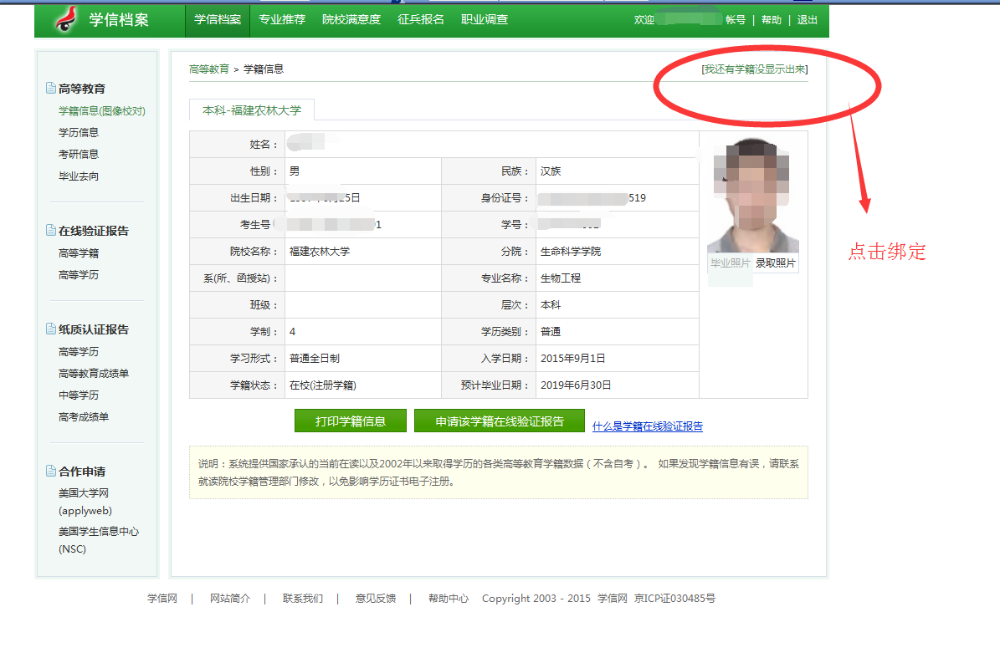 学信档案 学信档案 专业推荐 院校满意度 征兵报名 职业调查 欢迎 帐号 | 帮助 | 退出
高等教育
学籍信息(图像校对)
学历信息
考研信息
毕业去向
在线验证报告
高等学籍
高等学历
纸质认证报告
高等学历
高等教育成绩单
中等学历
高考成绩单
合作申请
美国大学网
(applyweb)
美国学生信息中心
(NSC)
高等教育 > 学籍信息 [我还有学籍没显示出来]
本科-福建农林大学
姓名：
性别： 男 民族： 汉族
出生日期： 25日 身份证号： 519
考生号 1 学号：
院校名称： 福建农林大学 分院： 生命科学学院
系(所、函授站)： 专业名称： 生物工程
班级： 层次： 本科
学制： 4 学历类别： 普通
学习形式： 普通全日制 入学日期： 2015年9月1日
学籍状态： 在校(注册学籍) 预计毕业日期： 2019年6月30日
毕业照片 录取照片
点击绑定
打印学籍信息 申请该学籍在线验证报告 什么是学籍在线验证报告
说明：系统提供国家承认的当前在读以及2002年以来取得学历的各类高等教育学籍数据（不含自考）。 如果发现学籍信息有误，请联系
就读院校学籍管理部门修改，以免影响学历证书电子注册。
学信网 | 网站简介 | 联系我们 | 意见反馈 | 帮助中心 Copyright 2003 - 2015 学信网 京ICP证030485号